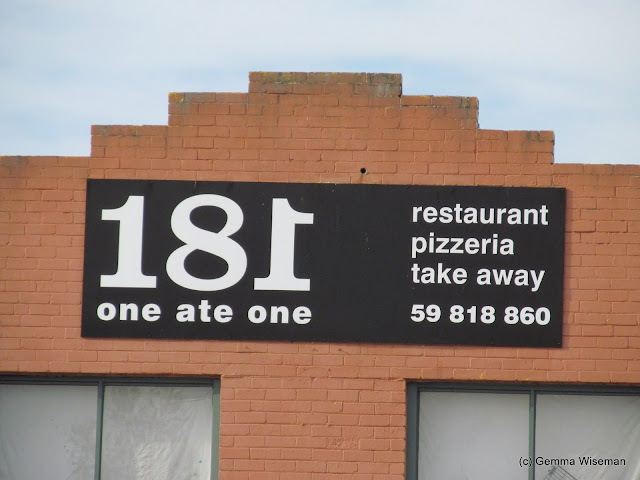 181
one ate one
restaurant
pizzeria
take away
59 818 860
(c) Gemma Wiseman